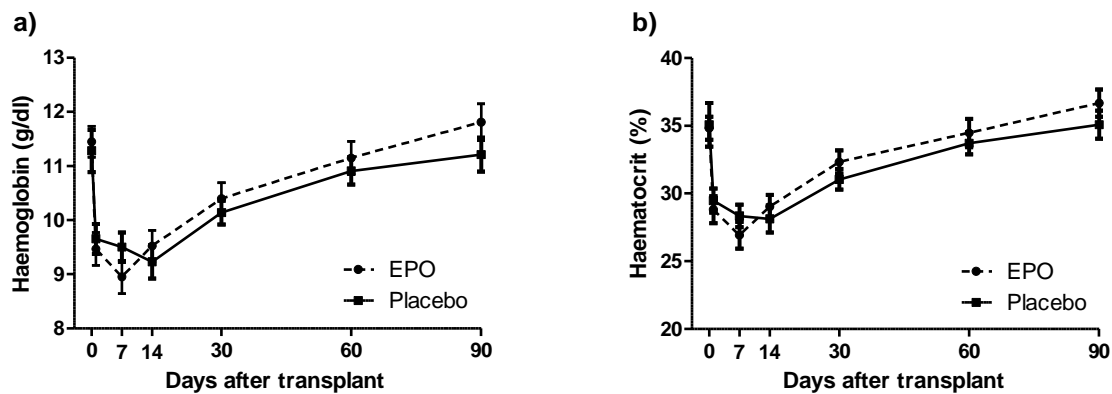 a)
Haemoglobin (g/dl)
13
12
11
10
9
8
EPO
Placebo
0 7 14 30 60 90
Days after transplant
b)
Haematocrit (%)
40
35
30
25
20
EPO
Placebo
0 7 14 30 60 90
Days after transplant